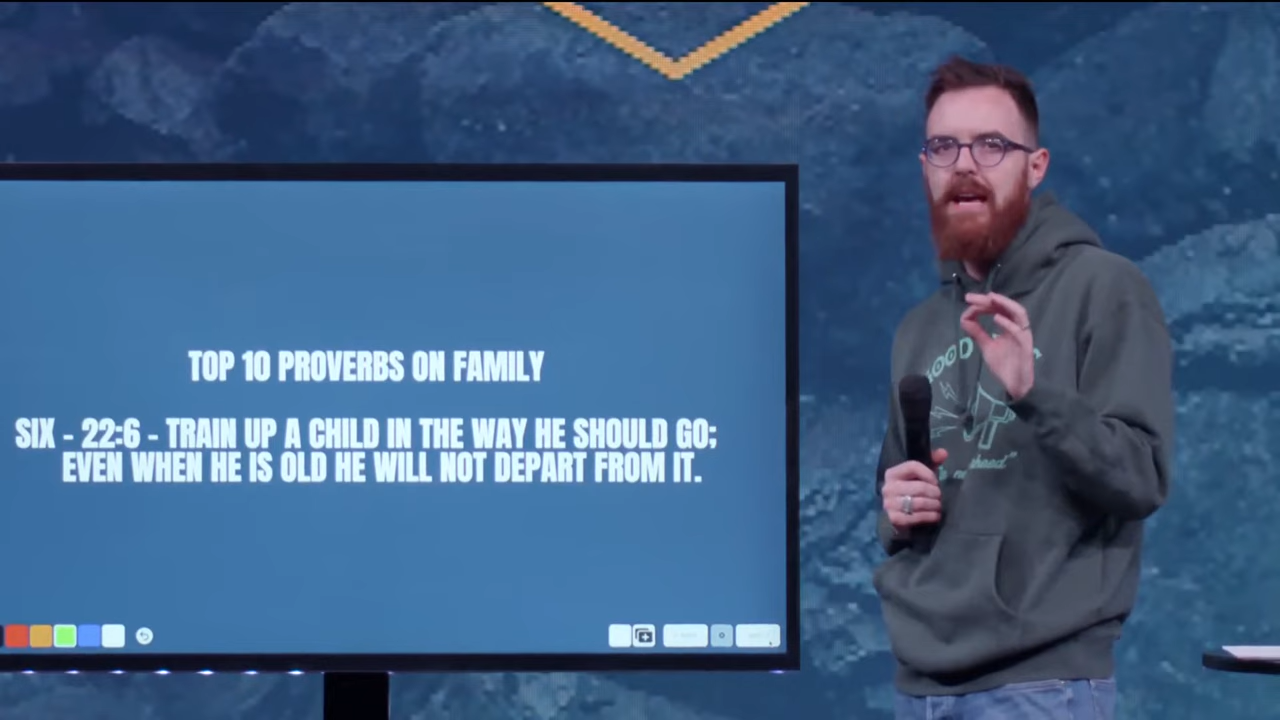 TOP 10 PROVERBS ON FAMILY
SIX - 22:6 - TRAIN UP A CHILD IN THE WAY HE SHOULD GO;
EVEN WHEN HE IS OLD HE WILL NOT DEPART FROM IT.